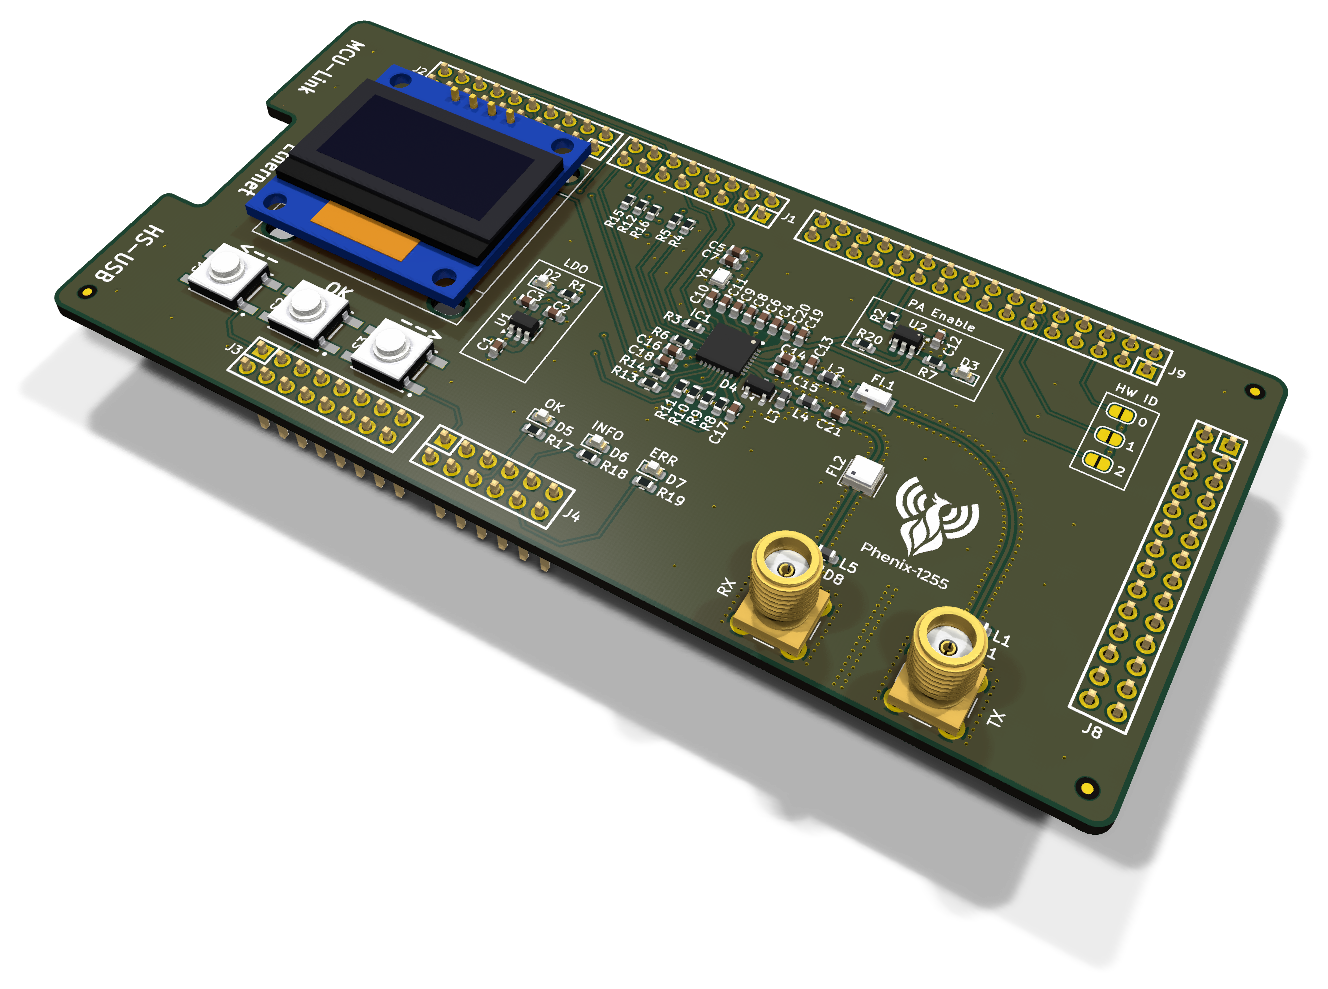 MCU-Link
Ethernet
HS-USB
<--
OK
-->
J2
J1
J9
J3
J4
J8
LDO
D2
R1
C3
C2
U1
C1
R15
R12
R16
R5
R4
C5
Y1
C10
C9
C8
C6
C4
C20
C19
IC1
R3
R6
C16
C18
R14
R13
R11
R10
R9
R8
C17
D4
C14
C13
C15
L2
L3
L4
C21
FL1
FL2
PA Enable
R2
U2
C12
R20
R7
D3
HW ID
0
1
2
OK
D5
R17
INFO
D6
R18
ERR
D7
R19
Phenix-1255
RX
L5
D8
L1
TX